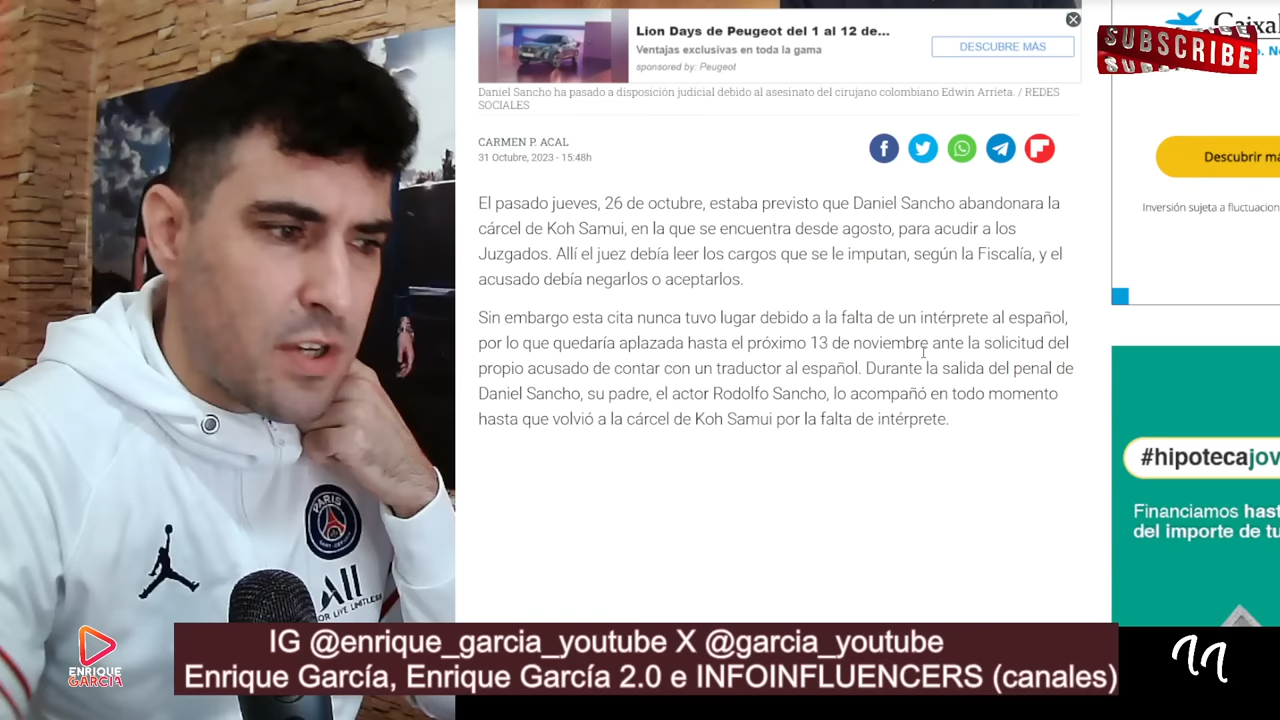 Lion Days de Peugeot del 1 al 12 de...
Ventajas exclusivas en toda la gama
sponsored by: Peugeot
DESCUBRE MÁS
SUBSCRIBE
Daniel Sancho ha pasado a disposición judicial debido al asesinato del cirujano colombiano Edwin Arrieta. / REDES
SOCIALES
CARMEN P. ACAL
31 Octubre, 2023 - 15:48h
El pasado jueves, 26 de octubre, estaba previsto que Daniel Sancho abandonara la
cárcel de Koh Samui, en la que se encuentra desde agosto, para acudir a los
Juzgados. Allí el juez debía leer los cargos que se le imputan, según la Fiscalía, y el
acusado debía negarlos o aceptarlos.
Sin embargo esta cita nunca tuvo lugar debido a la falta de un intérprete al español,
por lo que quedaría aplazada hasta el próximo 13 de noviembre ante la solicitud del
propio acusado de contar con un traductor al español. Durante la salida del penal de
Daniel Sancho, su padre, el actor Rodolfo Sancho, lo acompañó en todo momento
hasta que volvió a la cárcel de Koh Samui por la falta de intérprete.
Descubrir má
Inversión sujeta a fluctuacion
#hipotecajov
Financiamos hast
del importe de tu
PARIS
All
OR LIVE LIMITLESS
ENRIQUE
GARCÍA
IG @enrique_garcia_youtube X @garcia_youtube
Enrique García, Enrique García 2.0 e INFOINFLUENCERS (canales)